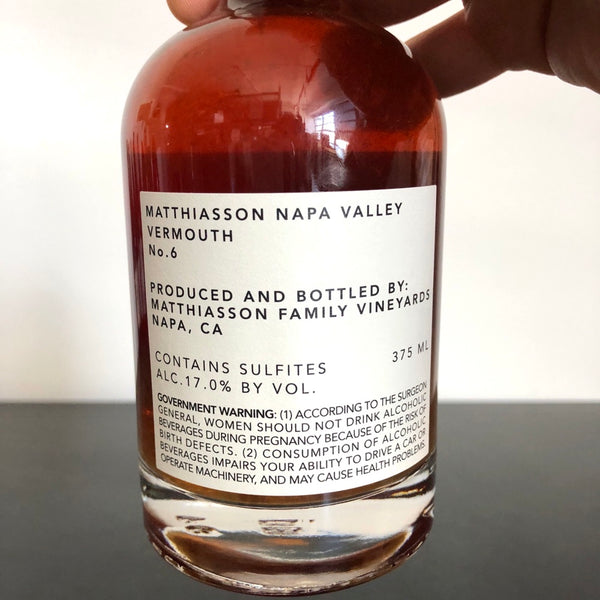 MATTHIASSON NAPA VALLEY
VERMOUTH
No.6
PRODUCED AND BOTTLED BY:
MATTHIASSON FAMILY VINEYARDS
NAPA, CA
CONTAINS SULFITES 375 ML
ALC.17.0% BY VOL.
GOVERNMENT WARNING: (1) ACCORDING TO THE SURGEON
GENERAL, WOMEN SHOULD NOT DRINK ALCOHOLIC
BEVERAGES DURING PREGNANCY BECAUSE OF THE RISK OF
BIRTH DEFECTS. (2) CONSUMPTION OF ALCOHOLIC
BEVERAGES IMPAIRS YOUR ABILITY TO DRIVE A CAR OR
OPERATE MACHINERY, AND MAY CAUSE HEALTH PROBLEMS.